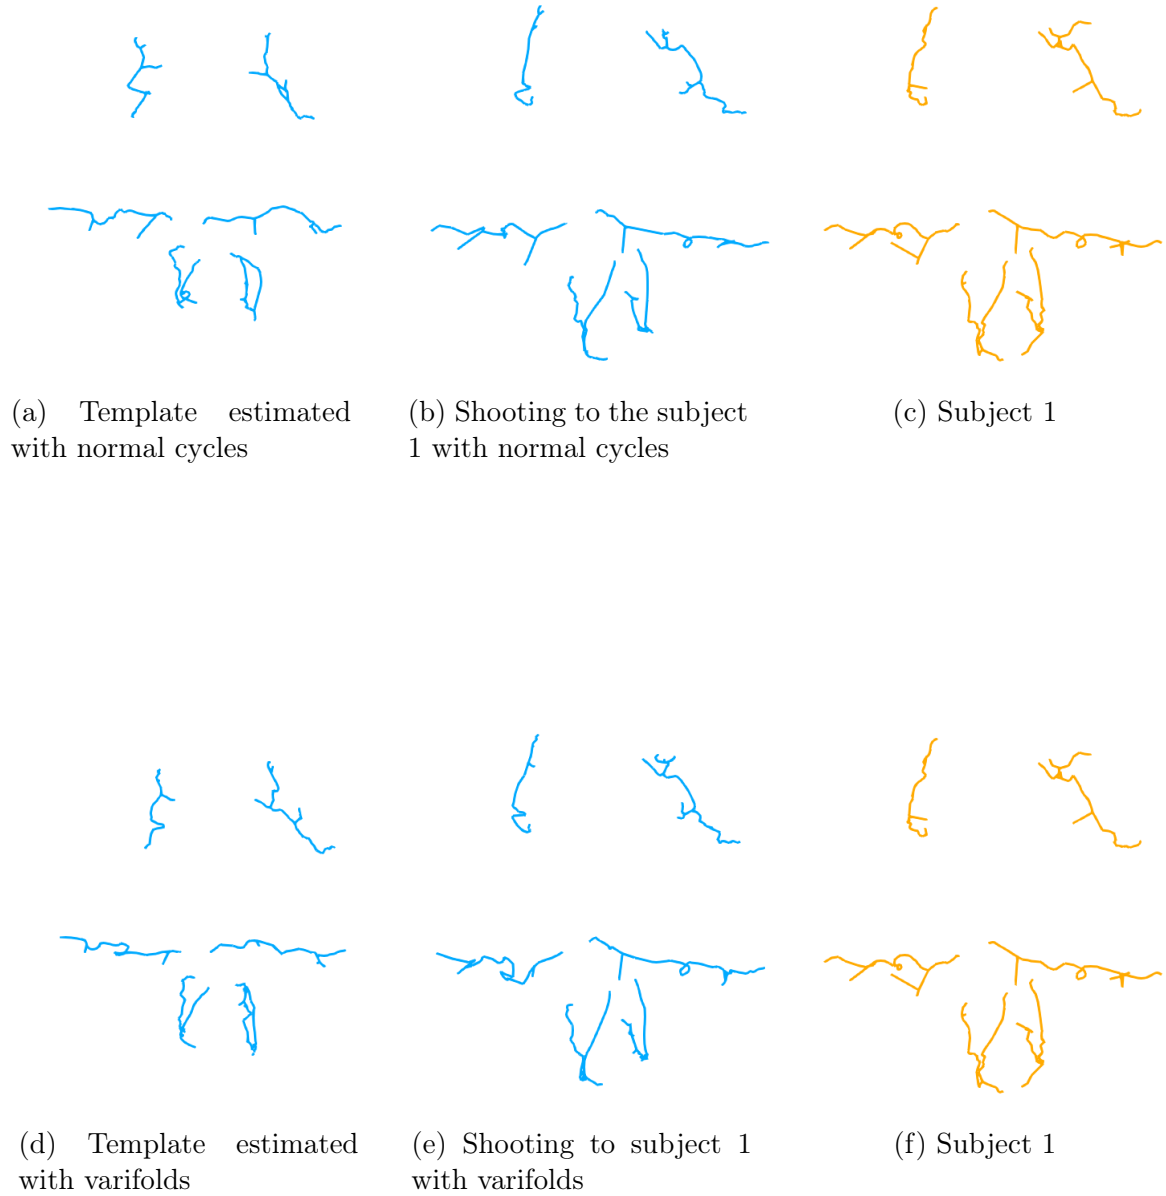 (a) Template estimated
with normal cycles
(b) Shooting to the subject
1 with normal cycles
(c) Subject 1
(d) Template estimated
with varifolds
(e) Shooting to subject 1
with varifolds
(f) Subject 1